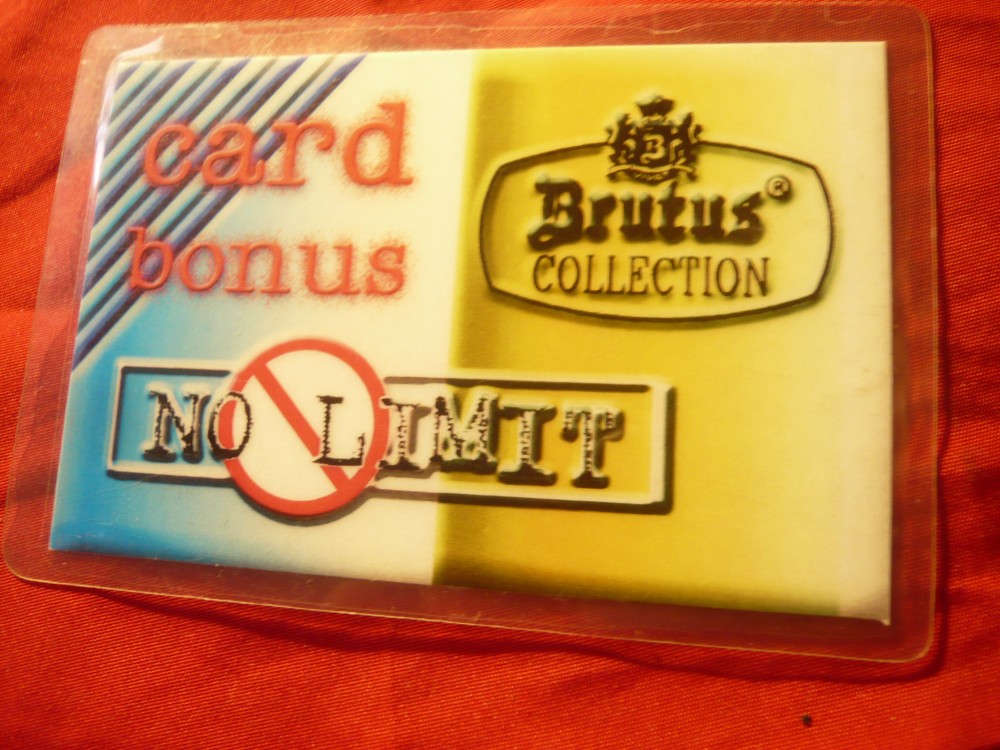 card
bonus
B
Brutus®
COLLECTION
NO LIMIT